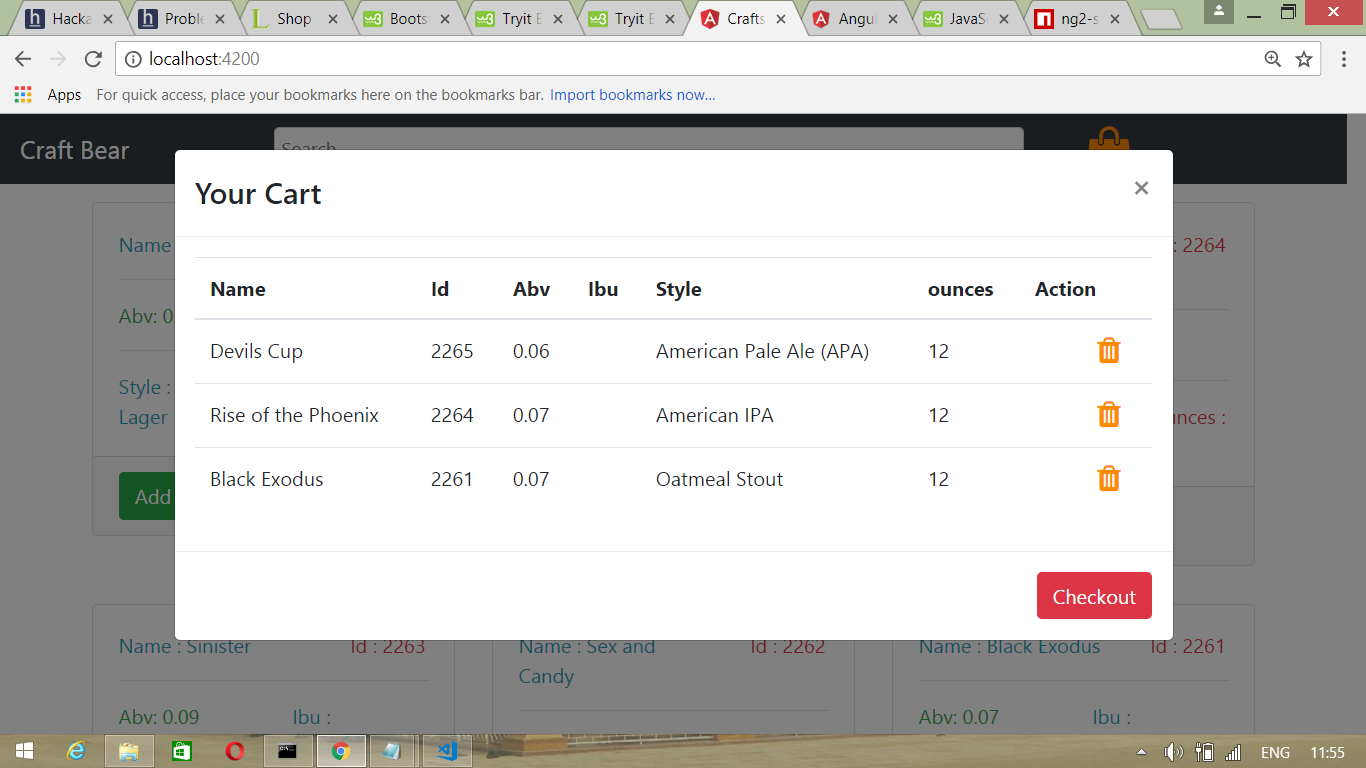 Hacka
Proble
Shop
Boots
Tryit E
Tryit E
Crafts
Angul
JavaS
ng2-s
localhost:4200
Apps For quick access, place your bookmarks here on the bookmarks bar. Import bookmarks now...
Craft Bear
Search
Your Cart
Name
: 2264
Name Id Abv Ibu Style ounces Action
Abv: 0
Devils Cup 2265 0.06 American Pale Ale (APA) 12
Style :
Lager
Rise of the Phoenix 2264 0.07 American IPA 12
unces :
Black Exodus 2261 0.07 Oatmeal Stout 12
Add
Checkout
Name : Sinister Id : 2263 Name : Sex and Id : 2262 Name : Black Exodus Id : 2261
Candy
Abv: 0.09 Ibu : Abv: 0.07 Ibu :
ENG 11:55